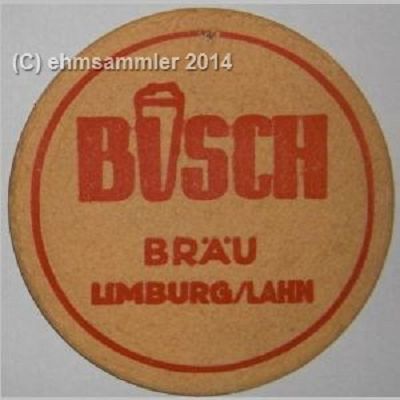 (C) ehmsammler 2014
BUSCH
BRÄU
LIMBURG/LAHN